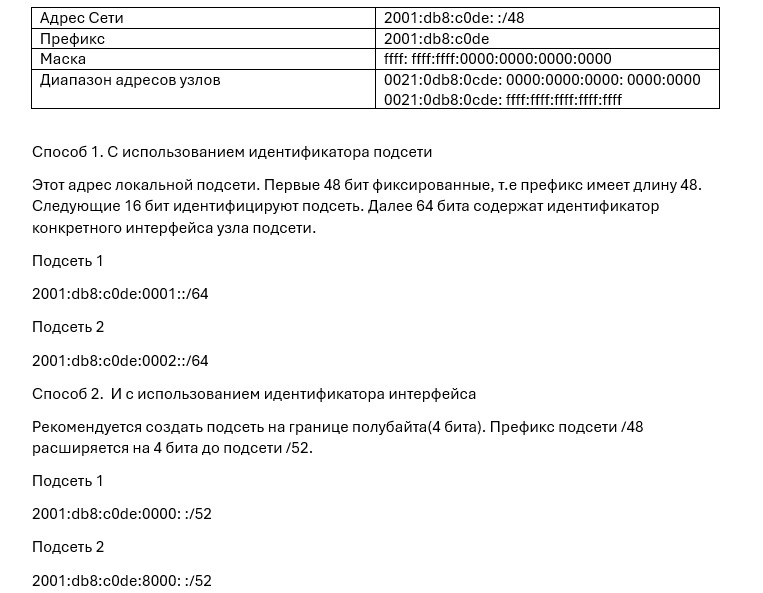 Адрес Сети 2001:db8:c0de: :/48
Префикс 2001:db8:c0de
Маска ffff: ffff:ffff:0000:0000:0000:0000
Диапазон адресов узлов 0021:0db8:0cde: 0000:0000:0000: 0000:0000
0021:0db8:0cde: ffff:ffff:ffff:ffff:ffff
Способ 1. С использованием идентификатора подсети
Этот адрес локальной подсети. Первые 48 бит фиксированные, т.е префикс имеет длину 48.
Следующие 16 бит идентифицируют подсеть. Далее 64 бита содержат идентификатор
конкретного интерфейса узла подсети.
Подсеть 1
2001:db8:c0de:0001::/64
Подсеть 2
2001:db8:c0de:0002::/64
Способ 2.  И с использованием идентификатора интерфейса
Рекомендуется создать подсеть на границе полубайта(4 бита). Префикс подсети /48
расширяется на 4 бита до подсети /52.
Подсеть 1
2001:db8:c0de:0000: :/52
Подсеть 2
2001:db8:c0de:8000: :/52